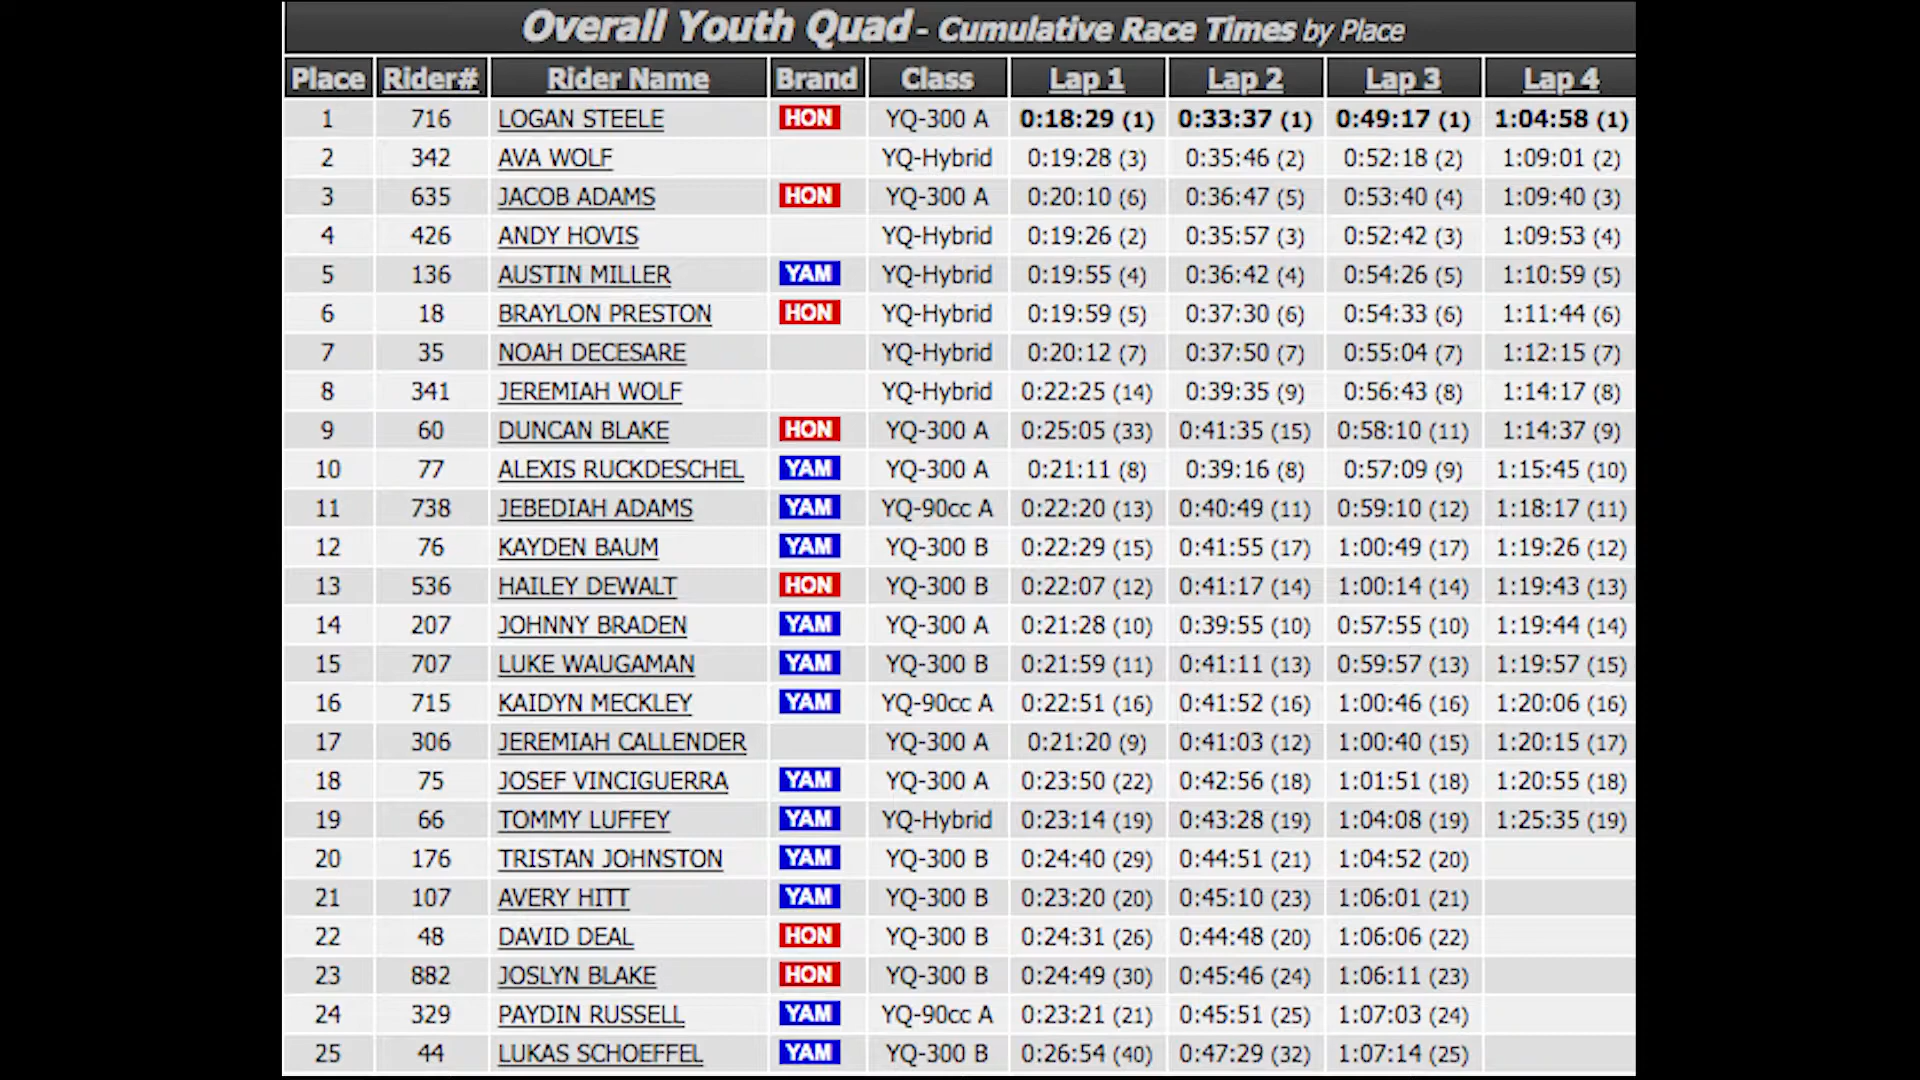 Overall Youth Quad - Cumulative Race Times by Place
Place Rider# Rider Name Brand Class Lap 1 Lap 2 Lap 3 Lap 4
1 716 LOGAN STEELE HON YQ-300 A 0:18:29 (1) 0:33:37 (1) 0:49:17 (1) 1:04:58 (1)
2 342 AVA WOLF YQ-Hybrid 0:19:28 (3) 0:35:46 (2) 0:52:18 (2) 1:09:01 (2)
3 635 JACOB ADAMS HON YQ-300 A 0:20:10 (6) 0:36:47 (5) 0:53:40 (4) 1:09:40 (3)
4 426 ANDY HOVIS YQ-Hybrid 0:19:26 (2) 0:35:57 (3) 0:52:42 (3) 1:09:53 (4)
5 136 AUSTIN MILLER YAM YQ-Hybrid 0:19:55 (4) 0:36:42 (4) 0:54:26 (5) 1:10:59 (5)
6 18 BRAYLON PRESTON HON YQ-Hybrid 0:19:59 (5) 0:37:30 (6) 0:54:33 (6) 1:11:44 (6)
7 35 NOAH DECESARE YQ-Hybrid 0:20:12 (7) 0:37:50 (7) 0:55:04 (7) 1:12:15 (7)
8 341 JEREMIAH WOLF YQ-Hybrid 0:22:25 (14) 0:39:35 (9) 0:56:43 (8) 1:14:17 (8)
9 60 DUNCAN BLAKE HON YQ-300 A 0:25:05 (33) 0:41:35 (15) 0:58:10 (11) 1:14:37 (9)
10 77 ALEXIS RUCKDESCHEL YAM YQ-300 A 0:21:11 (8) 0:39:16 (8) 0:57:09 (9) 1:15:45 (10)
11 738 JEBEDIAH ADAMS YAM YQ-90cc A 0:22:20 (13) 0:40:49 (11) 0:59:10 (12) 1:18:17 (11)
12 76 KAYDEN BAUM YAM YQ-300 B 0:22:29 (15) 0:41:55 (17) 1:00:49 (17) 1:19:26 (12)
13 536 HAILEY DEWALT HON YQ-300 B 0:22:07 (12) 0:41:17 (14) 1:00:14 (14) 1:19:43 (13)
14 207 JOHNNY BRADEN YAM YQ-300 A 0:21:28 (10) 0:39:55 (10) 0:57:55 (10) 1:19:44 (14)
15 707 LUKE WAUGAMAN YAM YQ-300 B 0:21:59 (11) 0:41:11 (13) 0:59:57 (13) 1:19:57 (15)
16 715 KAIDYN MECKLEY YAM YQ-90cc A 0:22:51 (16) 0:41:52 (16) 1:00:46 (16) 1:20:06 (16)
17 306 JEREMIAH CALLENDER YQ-300 A 0:21:20 (9) 0:41:03 (12) 1:00:40 (15) 1:20:15 (17)
18 75 JOSEF VINCIGUERRA YAM YQ-300 A 0:23:50 (22) 0:42:56 (18) 1:01:51 (18) 1:20:55 (18)
19 66 TOMMY LUFFEY YAM YQ-Hybrid 0:23:14 (19) 0:43:28 (19) 1:04:08 (19) 1:25:35 (19)
20 176 TRISTAN JOHNSTON YAM YQ-300 B 0:24:40 (29) 0:44:51 (21) 1:04:52 (20)
21 107 AVERY HITT YAM YQ-300 B 0:23:20 (20) 0:45:10 (23) 1:06:01 (21)
22 48 DAVID DEAL HON YQ-300 B 0:24:31 (26) 0:44:48 (20) 1:06:06 (22)
23 882 JOSLYN BLAKE HON YQ-300 B 0:24:49 (30) 0:45:46 (24) 1:06:11 (23)
24 329 PAYDIN RUSSELL YAM YQ-90cc A 0:23:21 (21) 0:45:51 (25) 1:07:03 (24)
25 44 LUKAS SCHOEFFEL YAM YQ-300 B 0:26:54 (40) 0:47:29 (32) 1:07:14 (25)